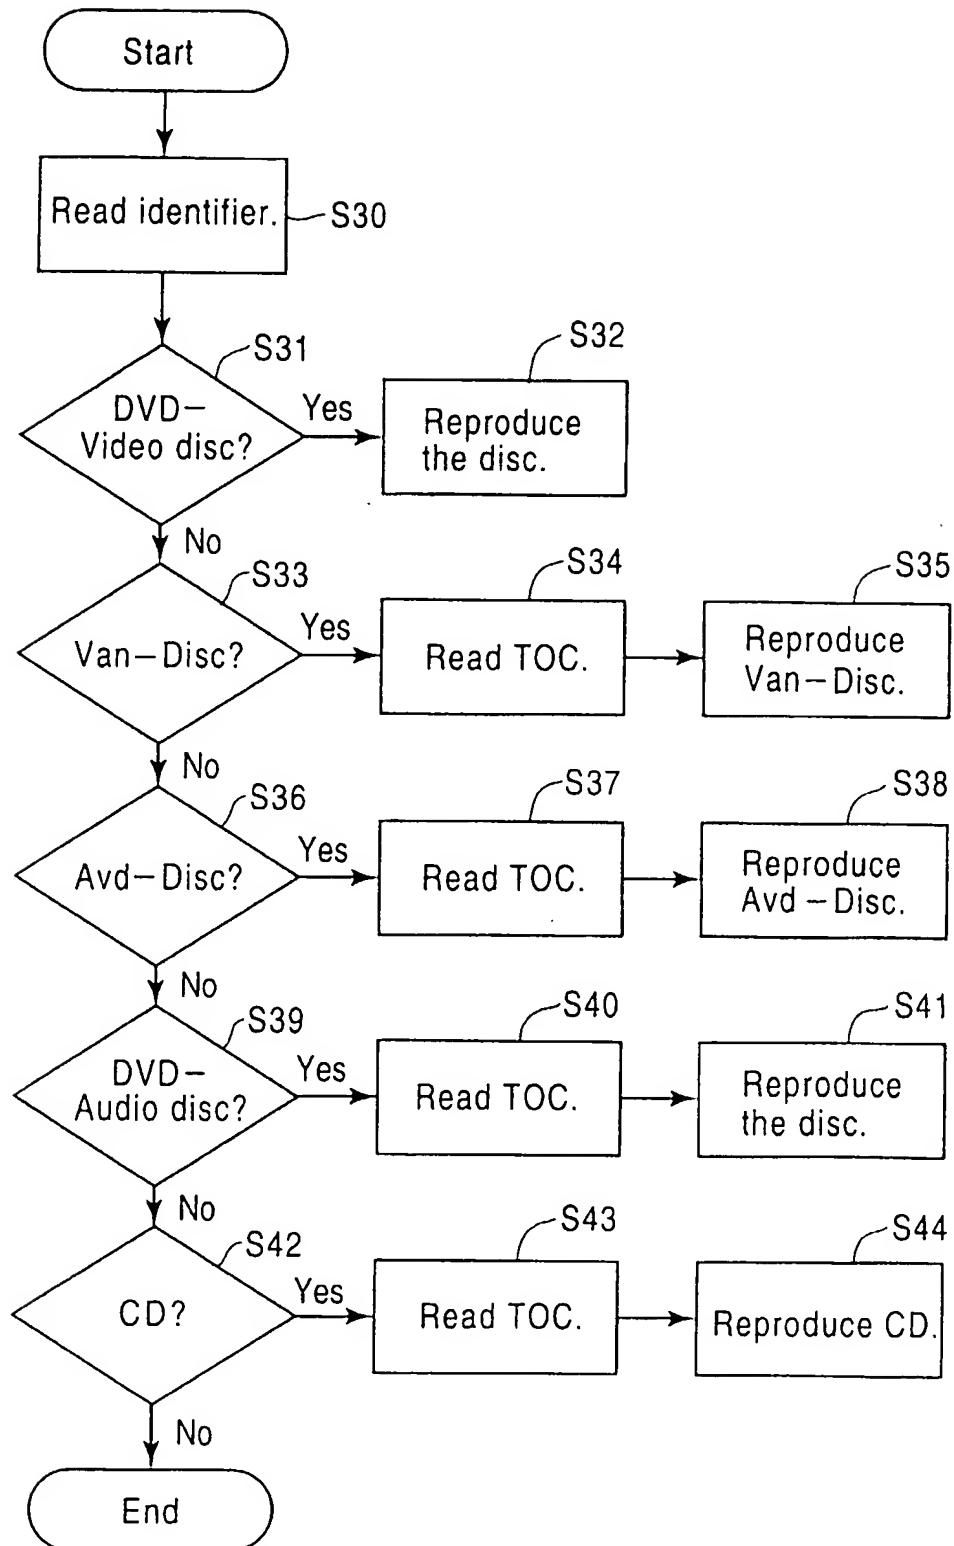 Start
Read identifier.
S30
S31
DVD–
Video disc?
Yes
S32
Reproduce
the disc.
No
S33
Van–Disc?
Yes
S34
Read TOC.
S35
Reproduce
Van–Disc.
No
S36
Avd–Disc?
Yes
S37
Read TOC.
S38
Reproduce
Avd –Disc.
No
S39
DVD–
Audio disc?
Yes
S40
Read TOC.
S41
Reproduce
the disc.
No
S42
CD?
Yes
S43
Read TOC.
S44
Reproduce CD.
No
End